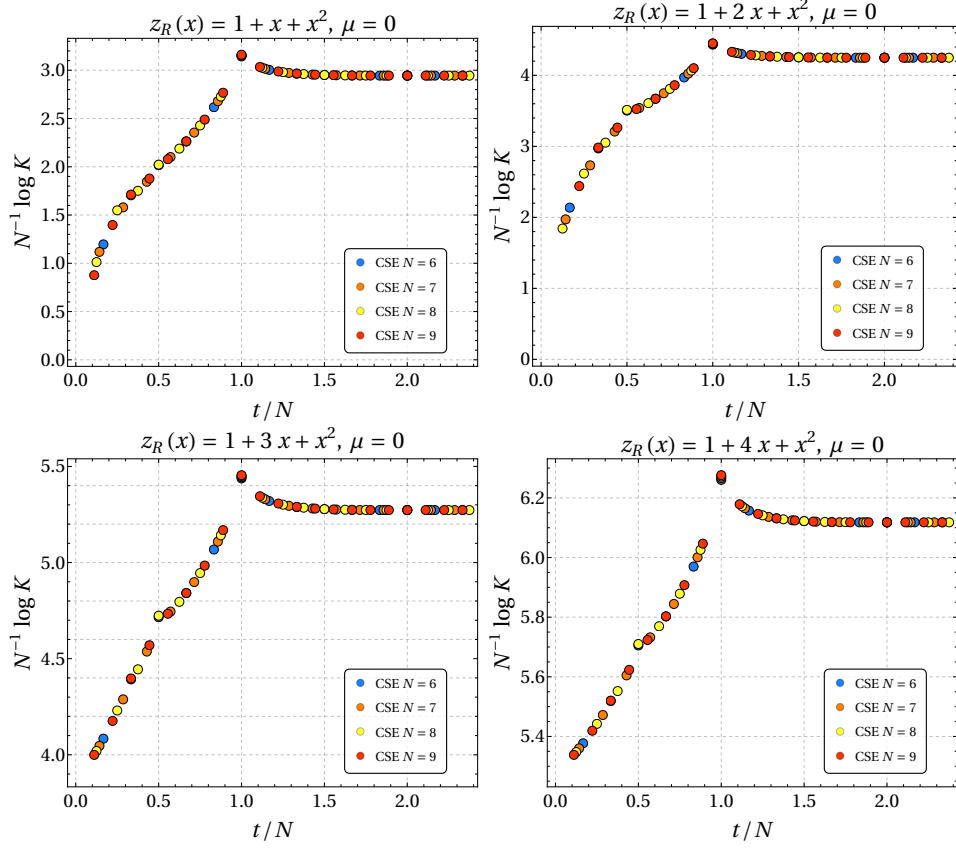 z_R(x) = 1 + x + x², μ = 0
N⁻¹ log K
3.0
2.5
2.0
1.5
1.0
0.5
0.0
0.0 0.5 1.0 1.5 2.0
t/N
CSE N = 6
CSE N = 7
CSE N = 8
CSE N = 9
z_R(x) = 1 + 2 x + x², μ = 0
N⁻¹ log K
4
3
2
4
0
0.0 0.5 1.0 1.5 2.0
t/N
CSE N = 6
CSE N = 7
CSE N = 8
CSE N = 9
z_R(x) = 1 + 3 x + x², μ = 0
N⁻¹ log K
5.5
5.0
4.5
4.0
0.0 0.5 1.0 1.5 2.0
t/N
CSE N = 6
CSE N = 7
CSE N = 8
CSE N = 9
z_R(x) = 1 + 4 x + x², μ = 0
N⁻¹ log K
6.2
6.0
5.8
5.6
5.4
0.0 0.5 1.0 1.5 2.0
t/N
CSE N = 6
CSE N = 7
CSE N = 8
CSE N = 9